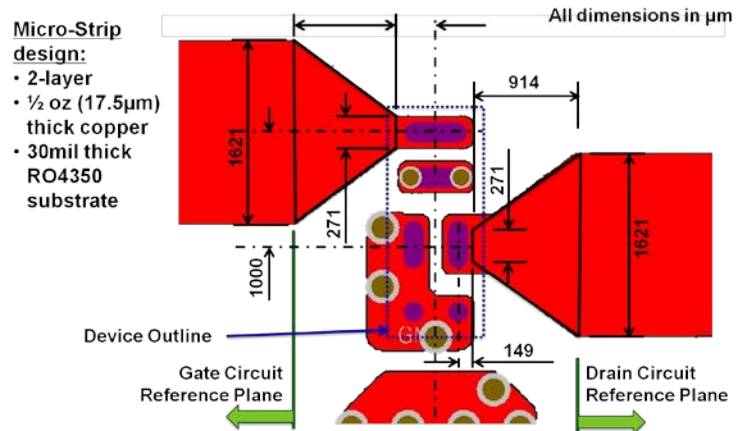 Micro-Strip
design:
• 2-layer
• ½ oz (17.5µm)
thick copper
• 30mil thick
RO4350
substrate
All dimensions in µm
914
1621
271
271
1621
1000
Device Outline
149
Gate Circuit
Reference Plane
Drain Circuit
Reference Plane